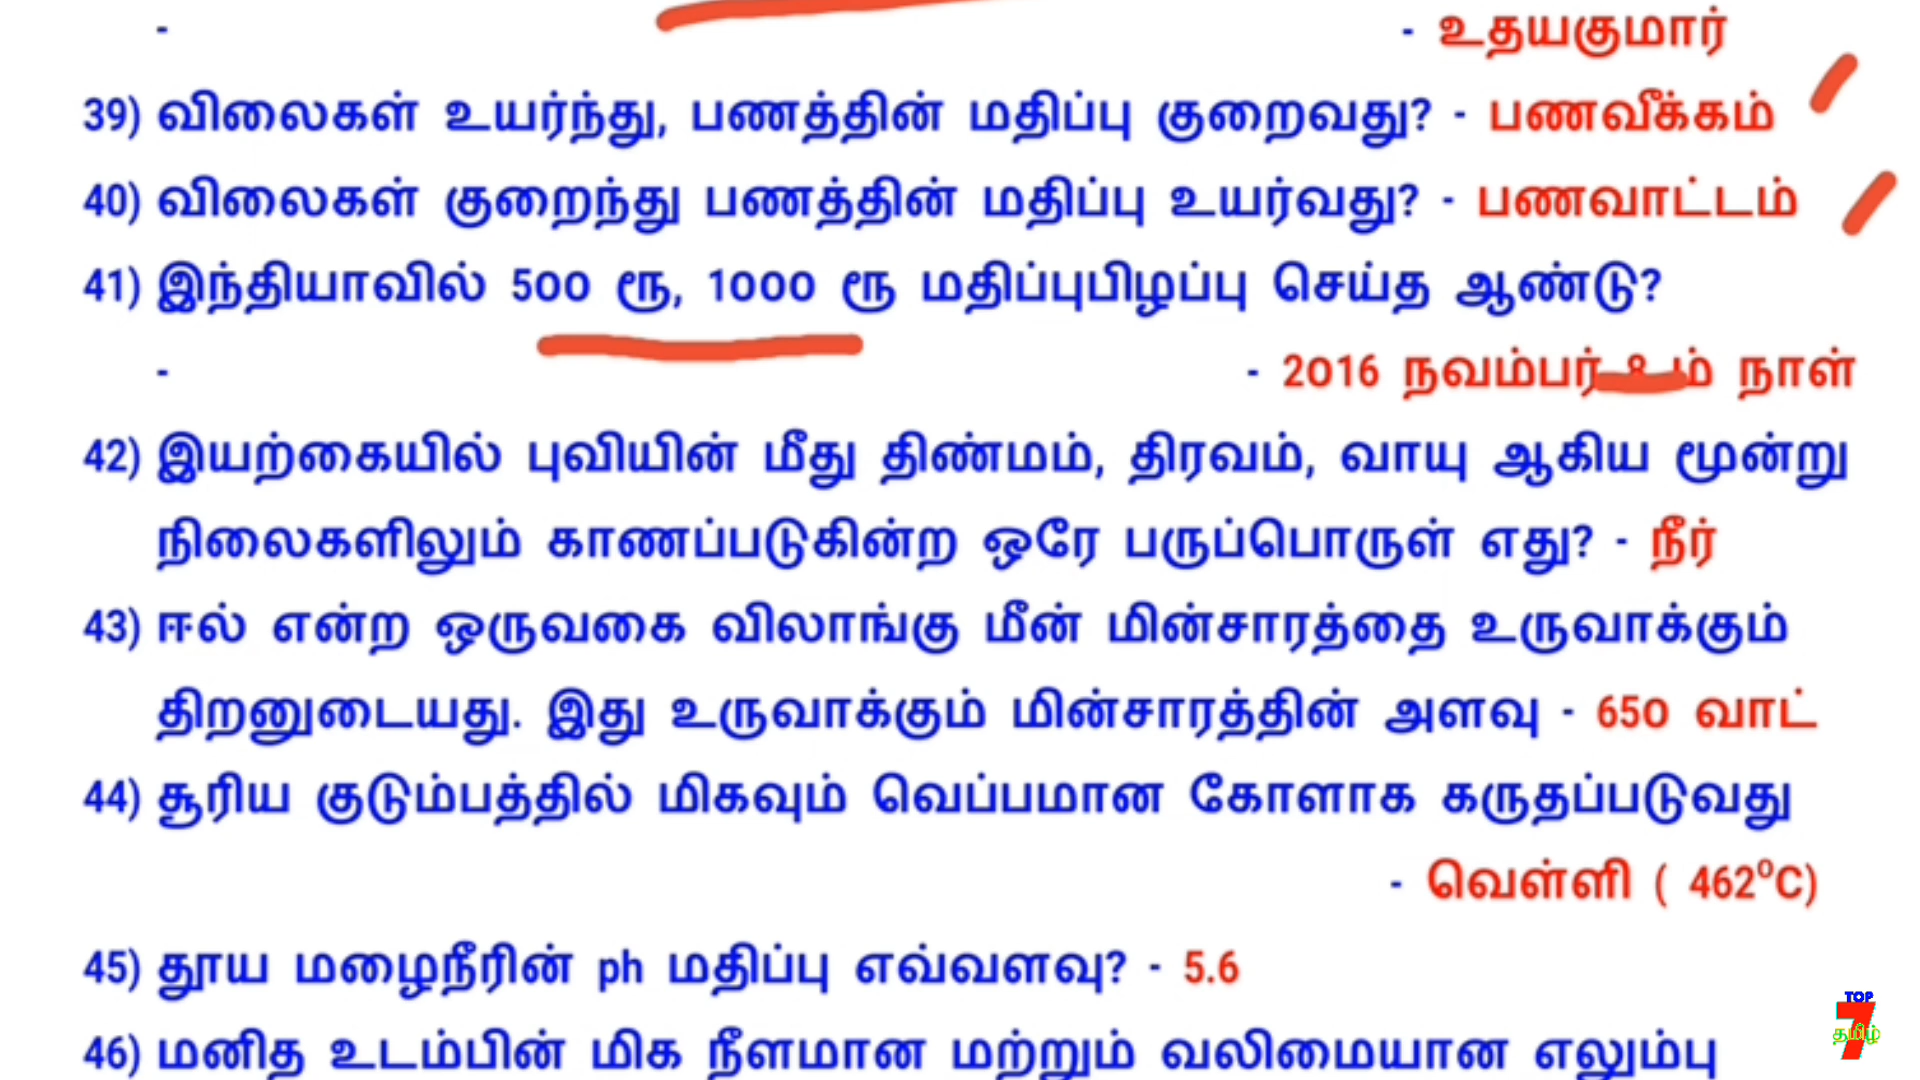 -                - உதயகுமார்
39) விலைகள் உயர்ந்து, பணத்தின் மதிப்பு குறைவது? - பணவீக்கம்
40) விலைகள் குறைந்து பணத்தின் மதிப்பு உயர்வது? - பணவாட்டம்
41) இந்தியாவில் 500 ரூ, 1000 ரூ மதிப்புபிழப்பு செய்த ஆண்டு?
-                - 2016 நவம்பர் 8 ம் நாள்
42) இயற்கையில் புவியின் மீது திண்மம், திரவம், வாயு ஆகிய மூன்று
நிலைகளிலும் காணப்படுகின்ற ஒரே பருப்பொருள் எது? - நீர்
43) ஈல் என்ற ஒருவகை விலாங்கு மீன் மின்சாரத்தை உருவாக்கும்
திறனுடையது. இது உருவாக்கும் மின்சாரத்தின் அளவு - 650 வாட்
44) சூரிய குடும்பத்தில் மிகவும் வெப்பமான கோளாக கருதப்படுவது
- வெள்ளி ( 462⁰C)
45) தூய மழைநீரின் ph மதிப்பு எவ்வளவு? - 5.6
46) மனித உடம்பின் மிக நீளமான மற்றும் வலிமையான எலும்பு
TOP
7
தமிழ்